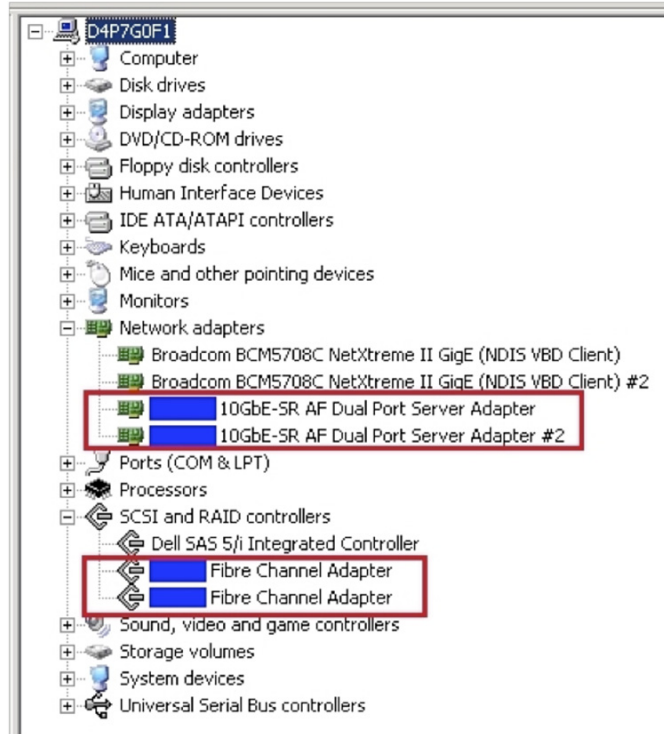 D4P7G0F1
Computer
Disk drives
Display adapters
DVD/CD-ROM drives
Floppy disk controllers
Human Interface Devices
IDE ATA/ATAPI controllers
Keyboards
Mice and other pointing devices
Monitors
Network adapters
Broadcom BCM5708C NetXtreme II GigE (NDIS VBD Client)
Broadcom BCM5708C NetXtreme II GigE (NDIS VBD Client) #2
10GbE-SR AF Dual Port Server Adapter
10GbE-SR AF Dual Port Server Adapter #2
Ports (COM & LPT)
Processors
SCSI and RAID controllers
Dell SAS 5/i Integrated Controller
Fibre Channel Adapter
Fibre Channel Adapter
Sound, video and game controllers
Storage volumes
System devices
Universal Serial Bus controllers